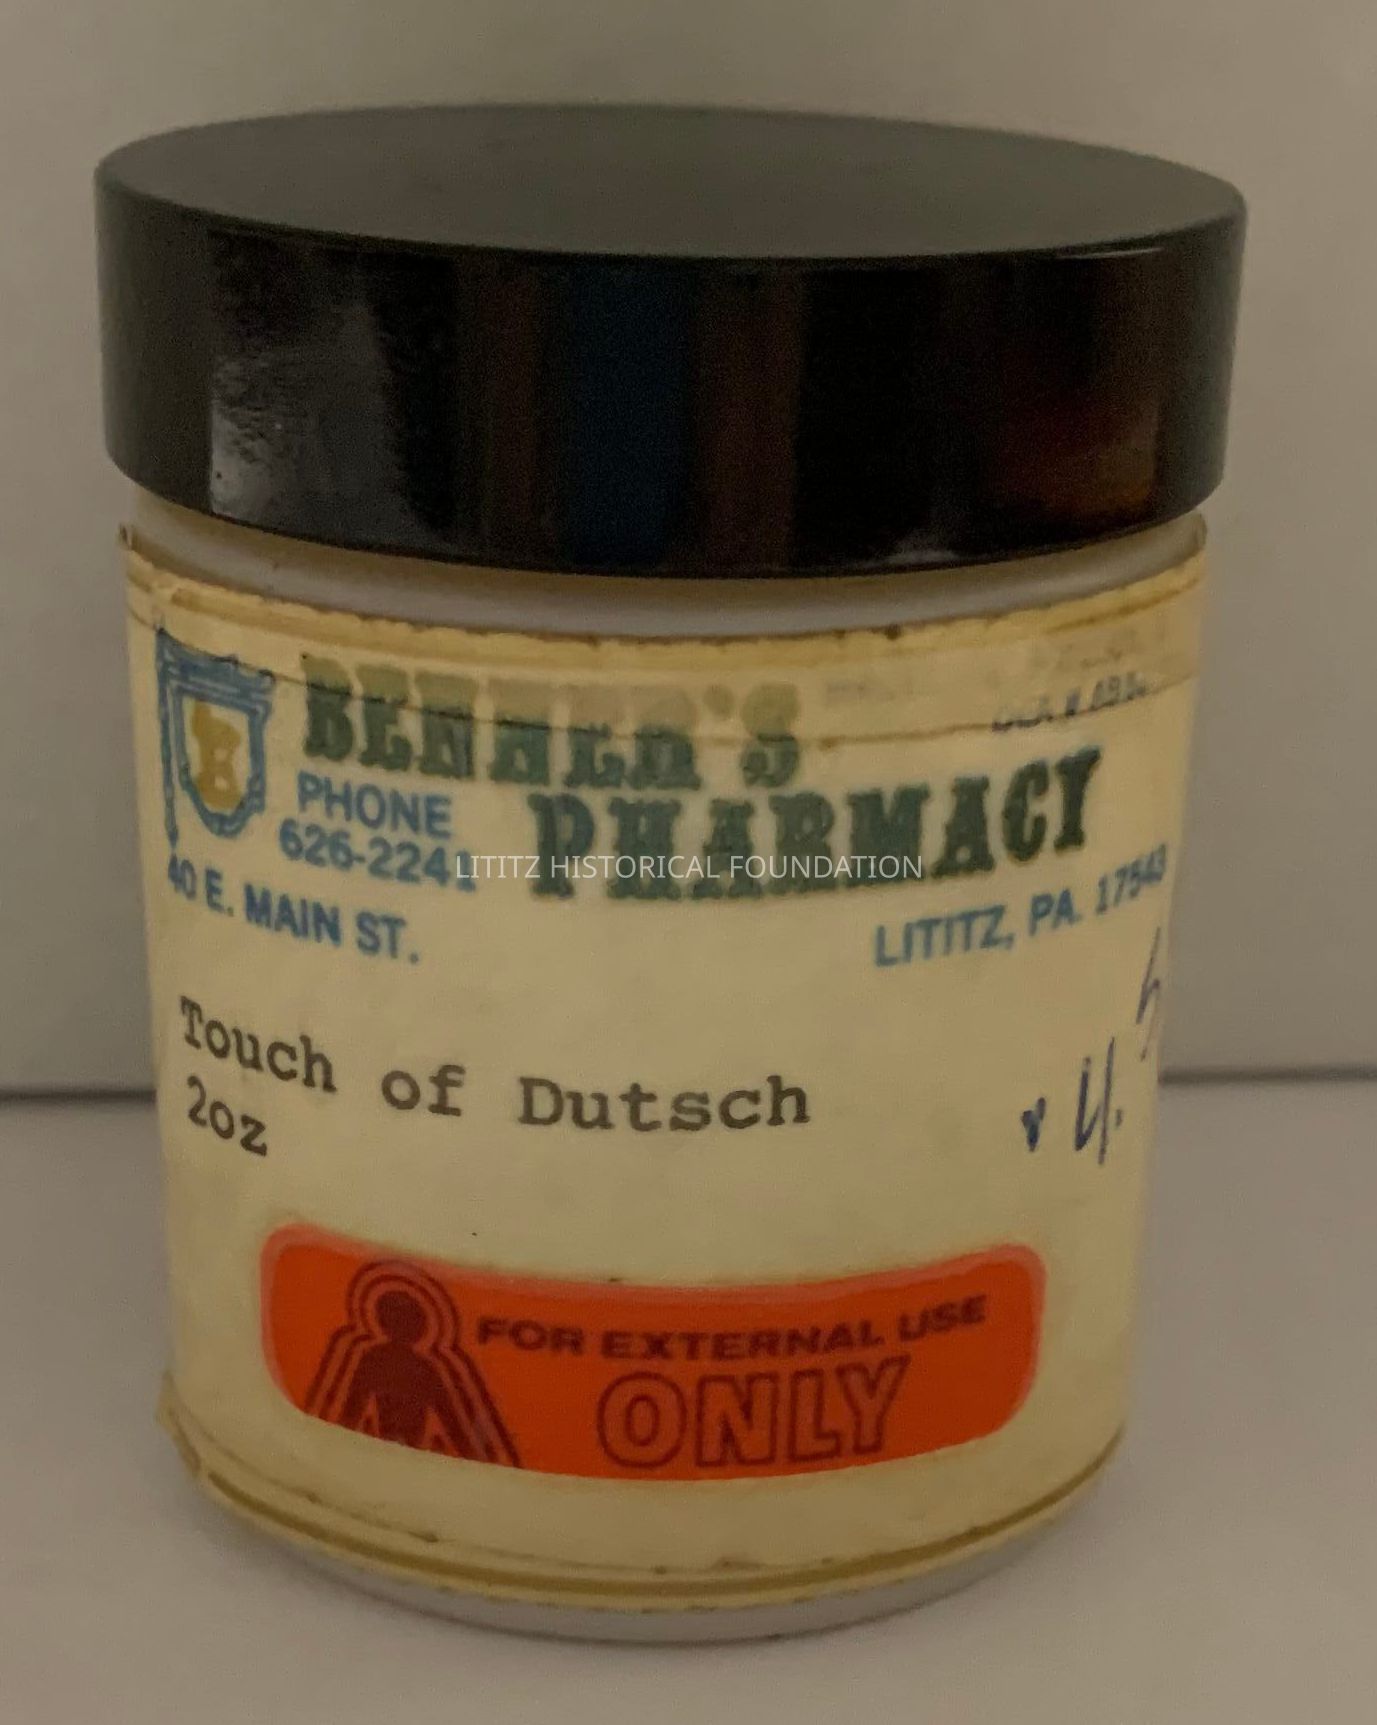 BENNER'S
PHARMACY
PHONE
626-2241
40 E. MAIN ST.
LITITZ, PA. 17543
LITITZ HISTORICAL FOUNDATION
Touch of Dutsch
2oz
FOR EXTERNAL USE
ONLY